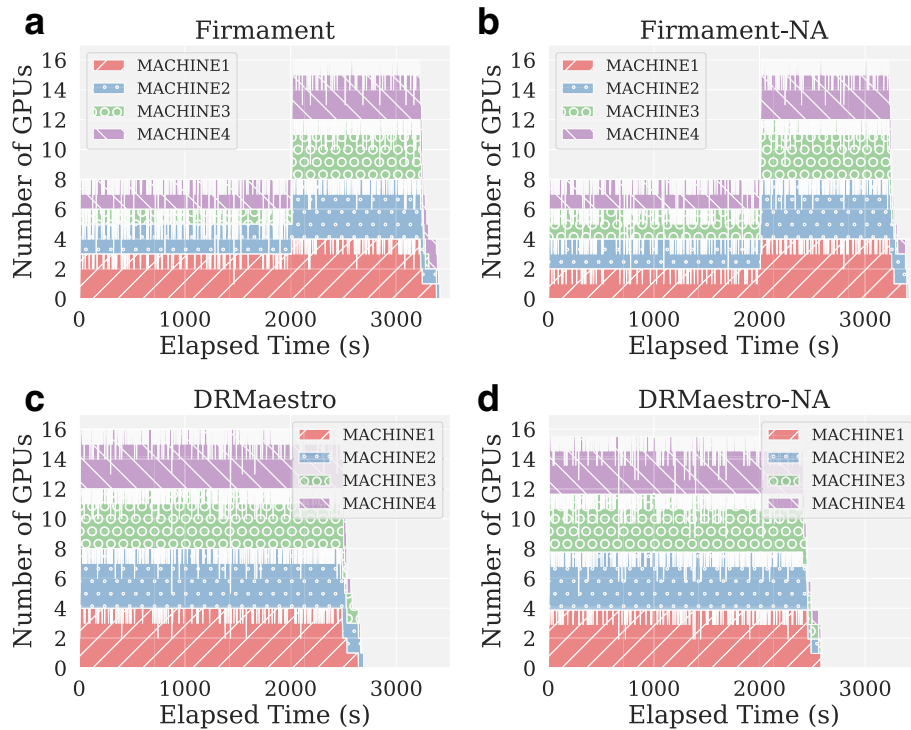 a
Firmament
Number of GPUs
16
14
12
10
8
6
4
2
0
MACHINE1
MACHINE2
MACHINE3
MACHINE4
0 1000 2000 3000
Elapsed Time (s)
b
Firmament-NA
Number of GPUs
16
14
12
10
8
6
4
2
0
MACHINE1
MACHINE2
MACHINE3
MACHINE4
0 1000 2000 3000
Elapsed Time (s)
c
DRMaestro
Number of GPUs
16
14
12
10
8
6
4
2
0
MACHINE1
MACHINE2
MACHINE3
MACHINE4
0 1000 2000 3000
Elapsed Time (s)
d
DRMaestro-NA
Number of GPUs
16
14
12
10
8
6
4
2
0
MACHINE1
MACHINE2
MACHINE3
MACHINE4
0 1000 2000 3000
Elapsed Time (s)